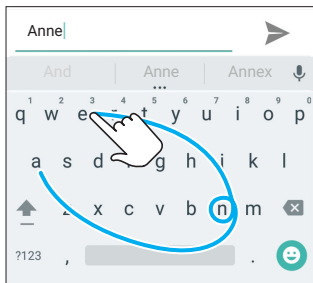 Anne
And Anne Annex
1 2 3 4 5 6 7 8 9 0
q w e t y u i o p
a s d g h j k l
z x c v b n m
?123 , .